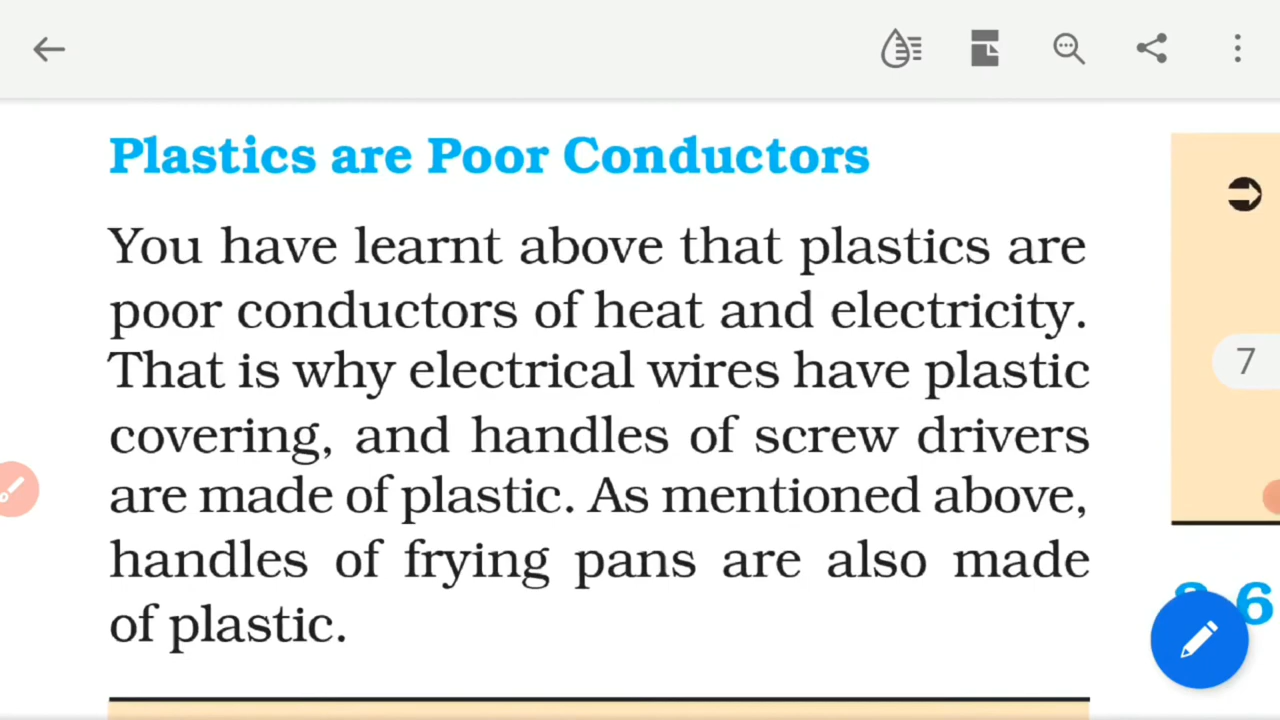 Plastics are Poor Conductors
You have learnt above that plastics are
poor conductors of heat and electricity.
That is why electrical wires have plastic
covering, and handles of screw drivers
are made of plastic. As mentioned above,
handles of frying pans are also made
of plastic.
7
6